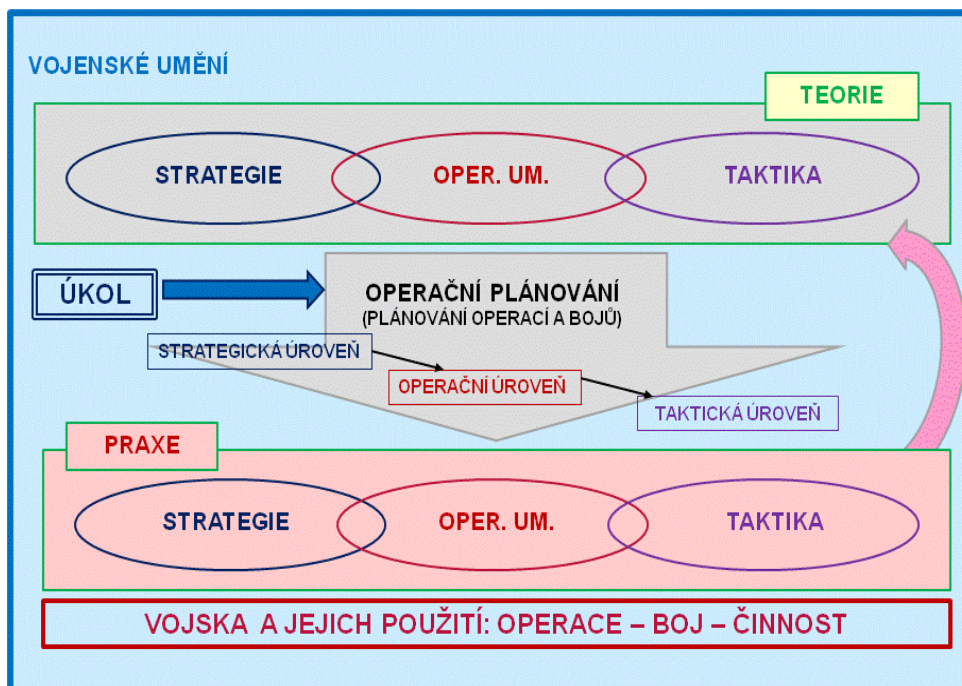 VOJENSKÉ UMĚNÍ
TEORIE
STRATEGIE
OPER. UM.
TAKTIKA
ÚKOL
OPERAČNÍ PLÁNOVÁNÍ
(PLÁNOVÁNÍ OPERACÍ A BOJŮ)
STRATEGICKÁ ÚROVEŇ
OPERAČNÍ ÚROVEŇ
TAKTICKÁ ÚROVEŇ
PRAXE
STRATEGIE
OPER. UM.
TAKTIKA
VOJSKA A JEJICH POUŽITÍ: OPERACE – BOJ – ČINNOST